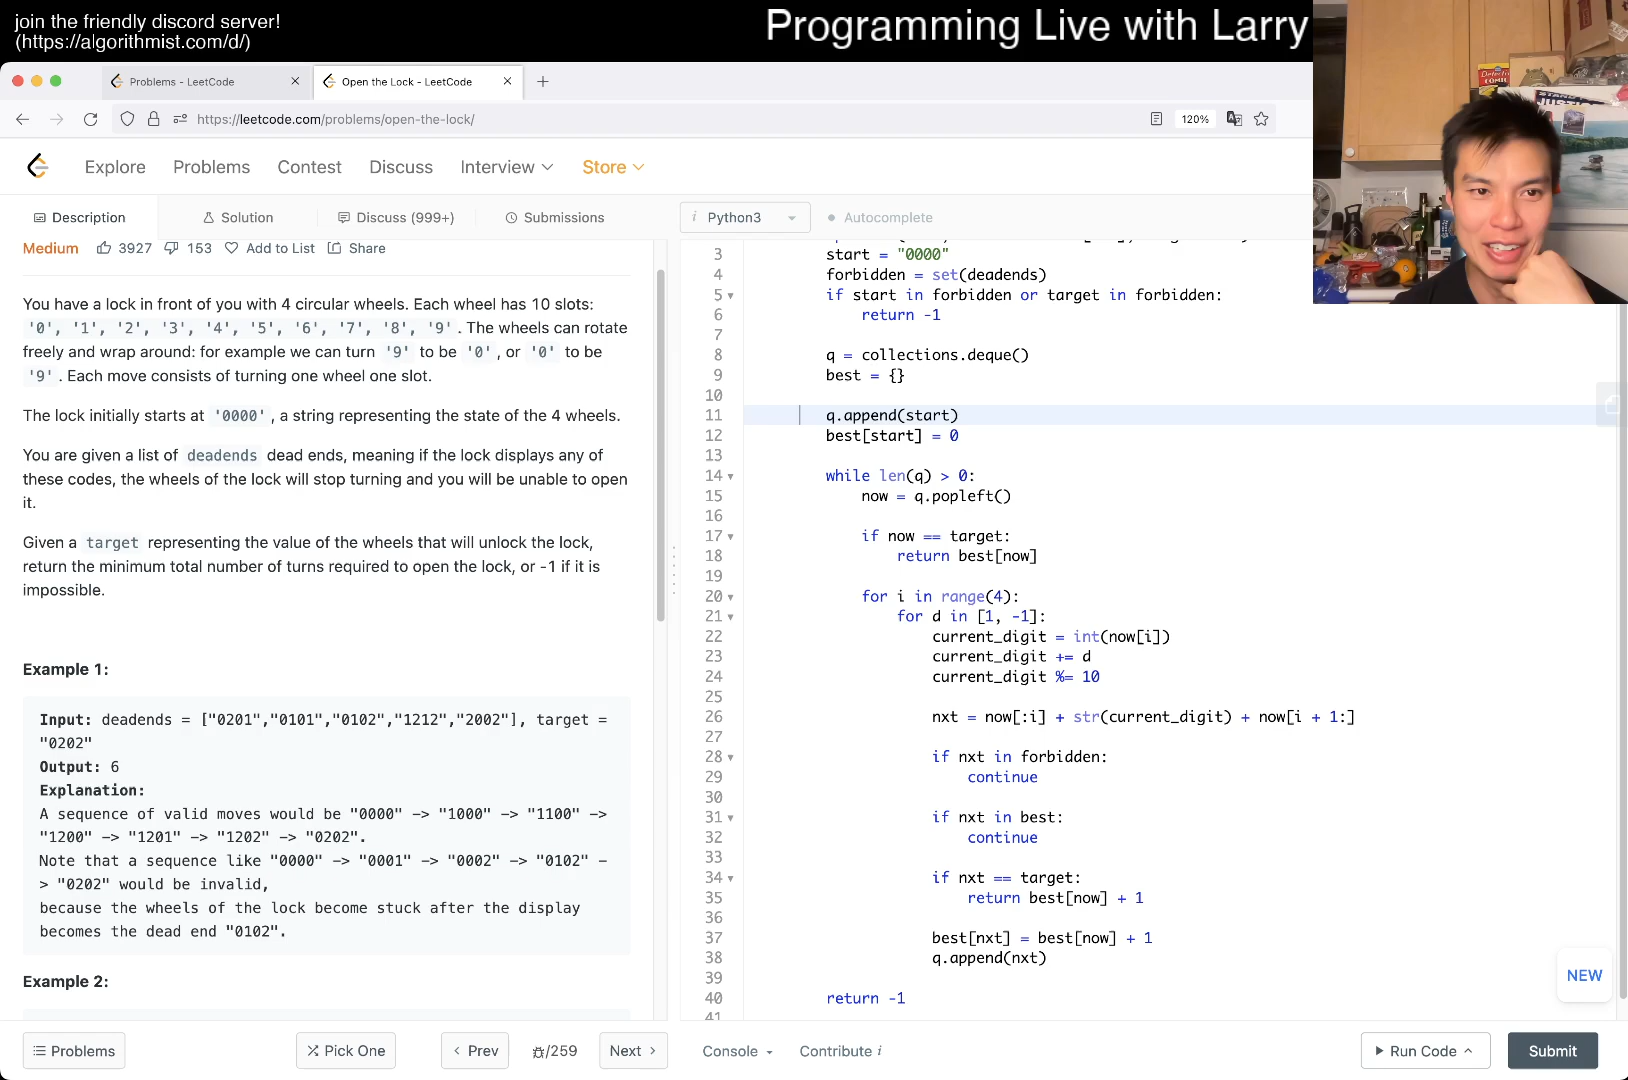 join the friendly discord server!
(https://algorithmist.com/d/)
Programming Live with Larry
Problems - LeetCode
Open the Lock - LeetCode
https://leetcode.com/problems/open-the-lock/
120%
Explore
Problems
Contest
Discuss
Interview
Store
Description
Solution
Discuss (999+)
Submissions
i Python3
Autocomplete
Medium
3927
153
Add to List
Share
You have a lock in front of you with 4 circular wheels. Each wheel has 10 slots:
'0', '1', '2', '3', '4', '5', '6', '7', '8', '9'. The wheels can rotate
freely and wrap around: for example we can turn '9' to be '0', or '0' to be
'9'. Each move consists of turning one wheel one slot.
The lock initially starts at '0000', a string representing the state of the 4 wheels.
You are given a list of deadends dead ends, meaning if the lock displays any of
these codes, the wheels of the lock will stop turning and you will be unable to open
it.
Given a target representing the value of the wheels that will unlock the lock,
return the minimum total number of turns required to open the lock, or -1 if it is
impossible.
Example 1:
Input: deadends = ["0201","0101","0102","1212","2002"], target =
"0202"
Output: 6
Explanation:
A sequence of valid moves would be "0000" -> "1000" -> "1100" ->
"1200" -> "1201" -> "1202" -> "0202".
Note that a sequence like "0000" -> "0001" -> "0002" -> "0102" -
> "0202" would be invalid,
because the wheels of the lock become stuck after the display
becomes the dead end "0102".
Example 2:
3 start = "0000"
4 forbidden = set(deadends)
5 if start in forbidden or target in forbidden:
6 return -1
7
8 q = collections.deque()
9 best = {}
10
11 q.append(start)
12 best[start] = 0
13
14 while len(q) > 0:
15 now = q.popleft()
16
17 if now == target:
18 return best[now]
19
20 for i in range(4):
21 for d in [1, -1]:
22 current_digit = int(now[i])
23 current_digit += d
24 current_digit %= 10
25
26 nxt = now[:i] + str(current_digit) + now[i + 1:]
27
28 if nxt in forbidden:
29 continue
30
31 if nxt in best:
32 continue
33
34 if nxt == target:
35 return best[now] + 1
36
37 best[nxt] = best[now] + 1
38 q.append(nxt)
39
40 return -1
41
NEW
Problems
Pick One
Prev
/259
Next
Console
Contribute i
Run Code
Submit